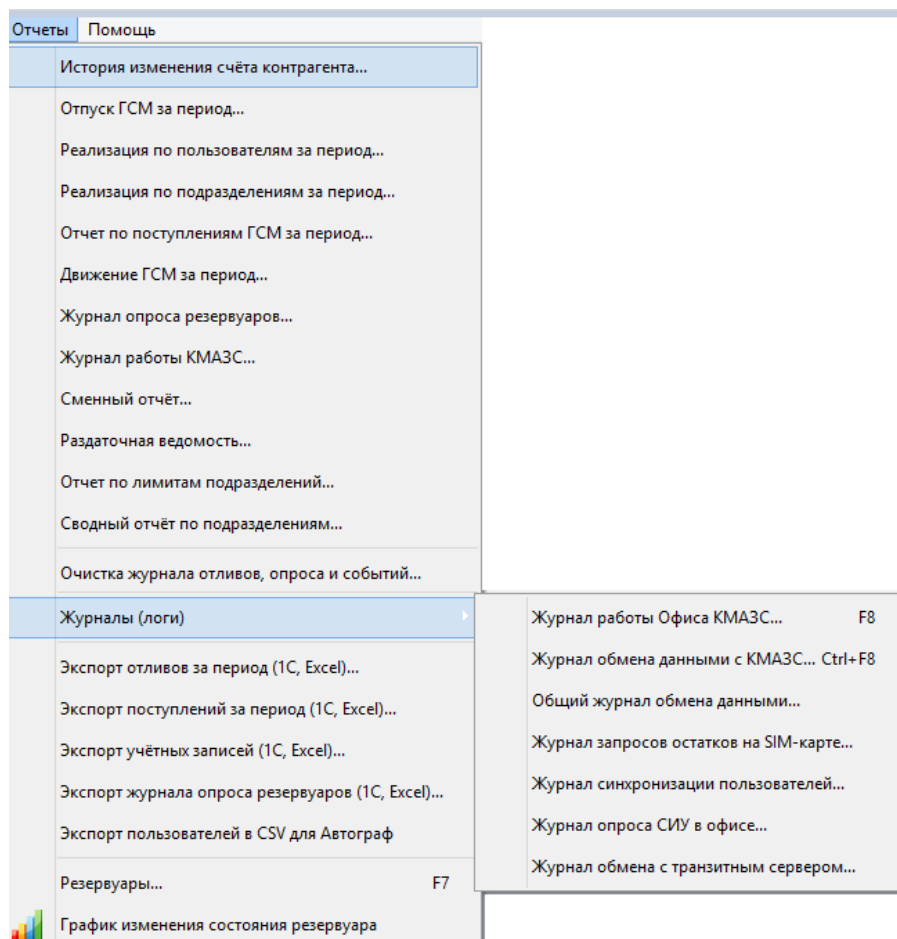 Отчеты Помощь
История изменения счёта контрагента...
Отпуск ГСМ за период...
Реализация по пользователям за период...
Реализация по подразделениям за период...
Отчет по поступлениям ГСМ за период...
Движение ГСМ за период...
Журнал опроса резервуаров...
Журнал работы КМАЗС...
Сменный отчёт...
Раздаточная ведомость...
Отчет по лимитам подразделений...
Сводный отчёт по подразделениям...
Очистка журнала отливов, опроса и событий...
Журналы (логи)
Экспорт отливов за период (1С, Excel)...
Экспорт поступлений за период (1С, Excel)...
Экспорт учётных записей (1С, Excel)...
Экспорт журнала опроса резервуаров (1С, Excel)...
Экспорт пользователей в CSV для Автограф
Резервуары... F7
График изменения состояния резервуара
Журнал работы Офиса КМАЗС... F8
Журнал обмена данными с КМАЗС... Ctrl+F8
Общий журнал обмена данными...
Журнал запросов остатков на SIM-карте...
Журнал синхронизации пользователей...
Журнал опроса СИУ в офисе...
Журнал обмена с транзитным сервером...